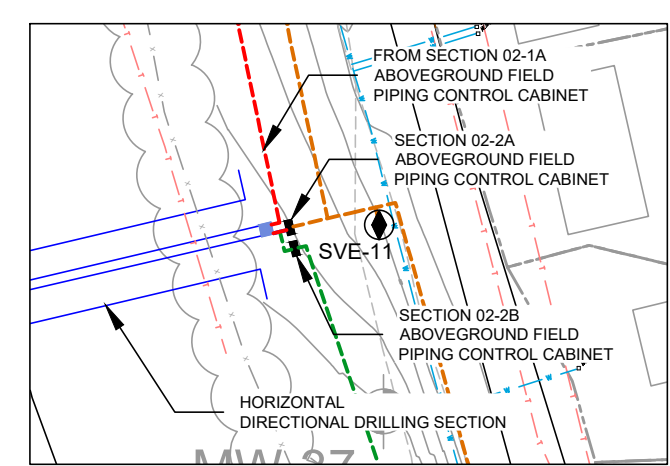 FROM SECTION 02-1A
ABOVEGROUND FIELD
PIPING CONTROL CABINET
SECTION 02-2A
ABOVEGROUND FIELD
PIPING CONTROL CABINET
SVE-11
SECTION 02-2B
ABOVEGROUND FIELD
PIPING CONTROL CABINET
HORIZONTAL
DIRECTIONAL DRILLING SECTION